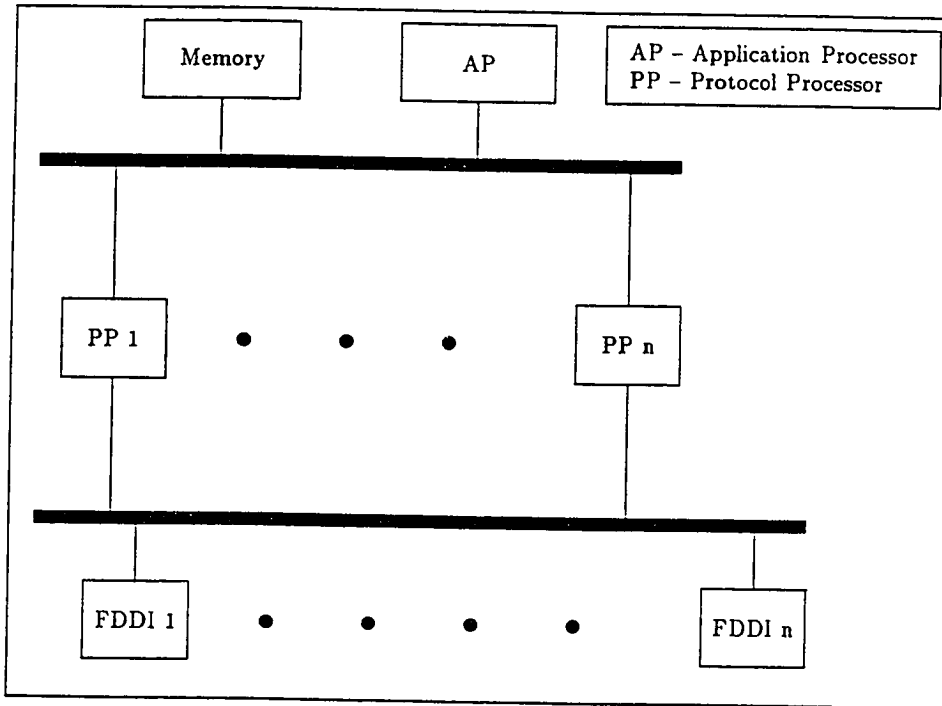 Memory
AP
AP – Application Processor
PP – Protocol Processor
PP 1
PP n
FDDI 1
FDDI n